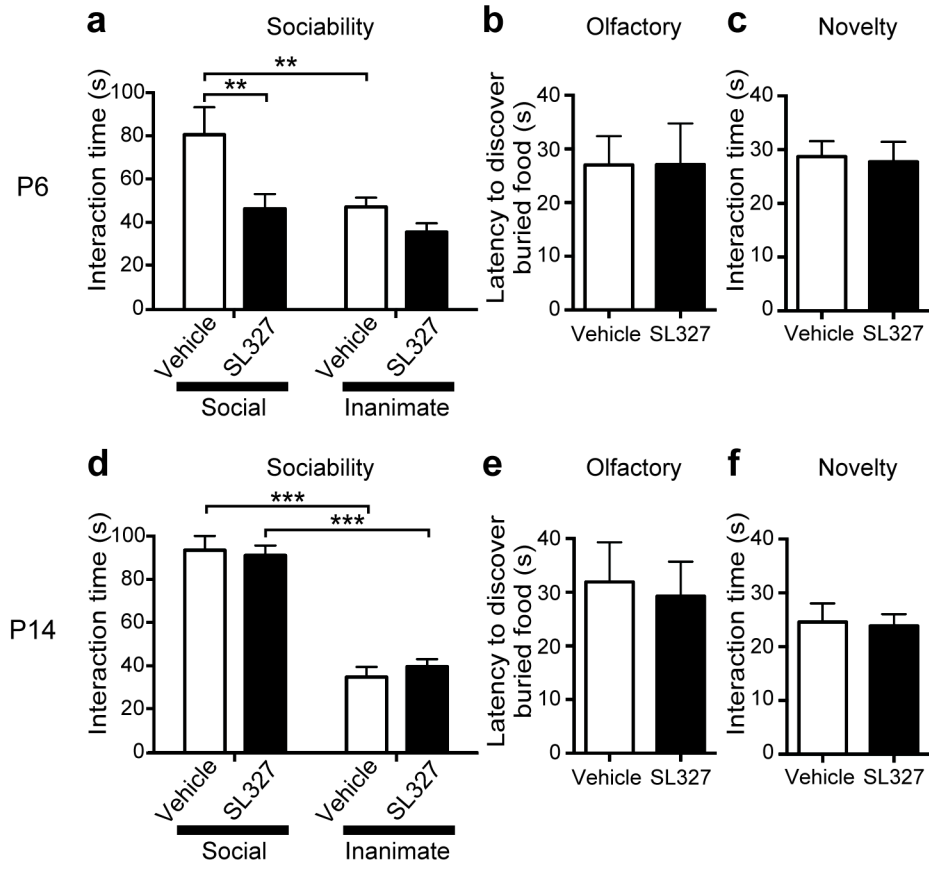 a
Sociability
b
Olfactory
c
Novelty
P6
Interaction time (s)
100
80
60
40
20
0
**
**
Vehicle
SL327
Vehicle
SL327
Social
Inanimate
Latency to discover
buried food (s)
40
30
20
10
0
Vehicle SL327
Interaction time (s)
40
30
20
10
0
Vehicle SL327
d
Sociability
e
Olfactory
f
Novelty
P14
Interaction time (s)
100
80
60
40
20
0
***
***
Vehicle
SL327
Vehicle
SL327
Social
Inanimate
Latency to discover
buried food (s)
40
30
20
10
0
Vehicle SL327
Interaction time (s)
40
30
20
10
0
Vehicle SL327